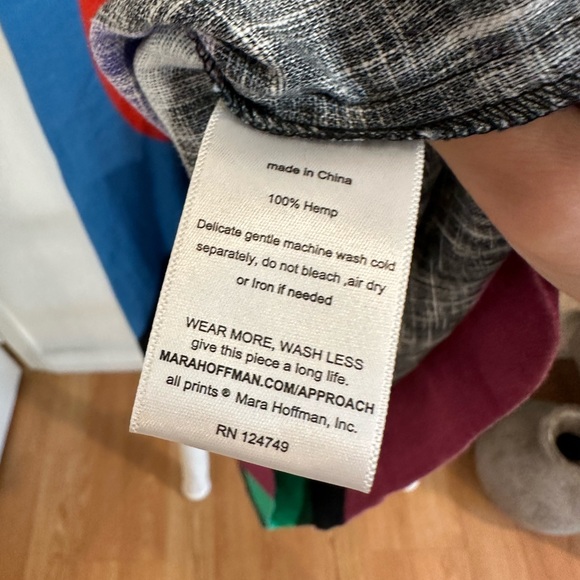 made in China
100% Hemp
Delicate gentle machine wash cold
separately, do not bleach ,air dry
or Iron if needed
WEAR MORE, WASH LESS
give this piece a long life.
MARAHOFFMAN.COM/APPROACH
all prints © Mara Hoffman, Inc.
RN 124749